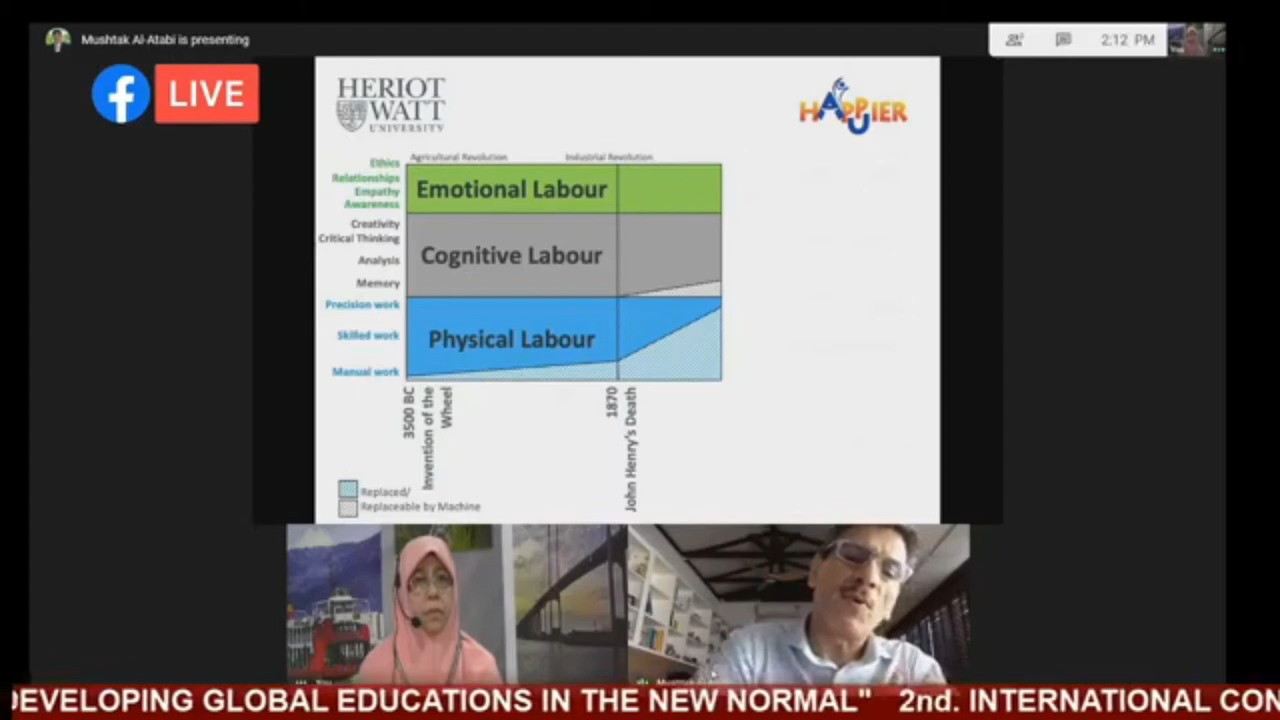 Mushtak Al-Atabi is presenting
2:12 PM
f LIVE
HERIOT
WATT
UNIVERSITY
HAPPIER
U
Agricultural Revolution
Industrial Revolution
Ethics
Relationships
Empathy
Awareness
Emotional Labour
Creativity
Critical Thinking
Analysis
Memory
Cognitive Labour
Precision work
Skilled work
Manual work
Physical Labour
3500 BC
Invention of the
Wheel
1870
John Henry's Death
Replaced/
Replaceable by Machine
DEVELOPING GLOBAL EDUCATIONS IN THE NEW NORMAL" 2nd. INTERNATIONAL CON